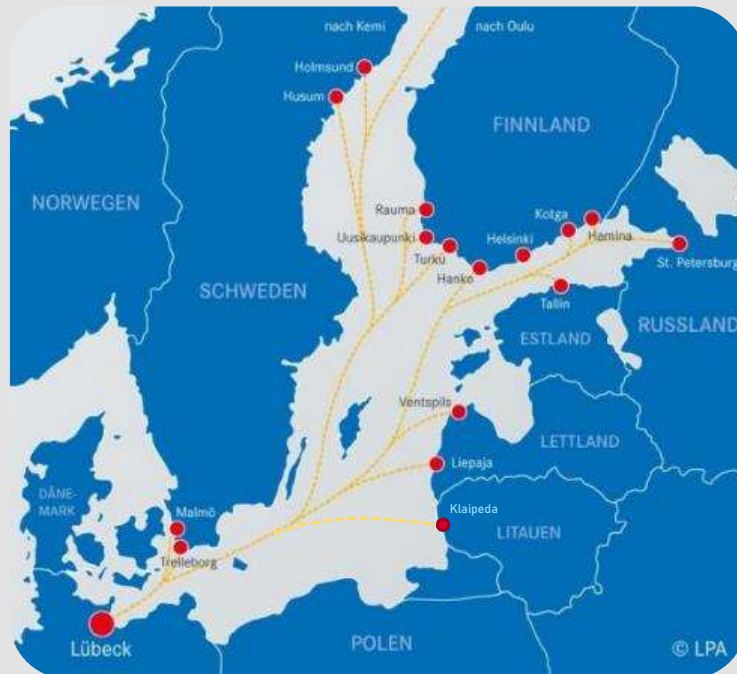 nach Kemi
nach Oulu
Holmsund
Husum
FINNLAND
NORWEGEN
Rauma
Kotga
Uusikaupunki
Helsinki
Hamina
Turku
Hanko
St. Petersburg
SCHWEDEN
Tallin
RUSSLAND
ESTLAND
Ventspils
LETTLAND
Liepaja
DÄNE-
MARK
Malmö
Klaipeda
LITAUEN
Trelleborg
Lübeck
POLEN
© LPA